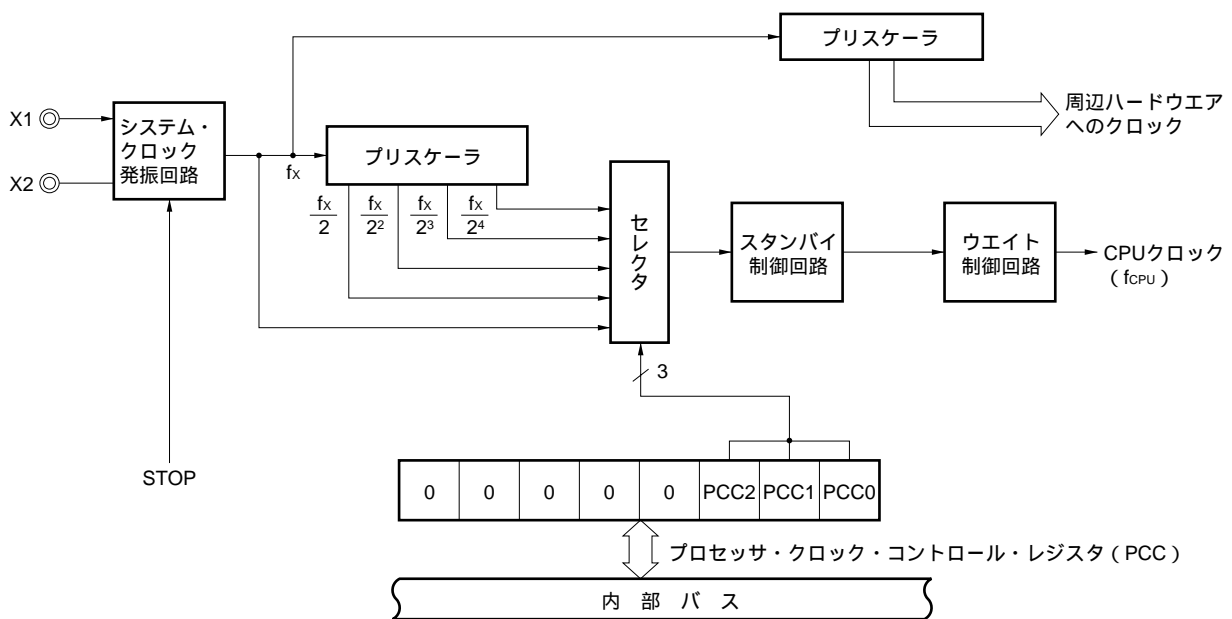 プリスケーラ
周辺ハードウエア
へのクロック
X1
X2
システム・
クロック
発振回路
fX
プリスケーラ
fX/2
fX/2²
fX/2³
fX/2⁴
セレクタ
スタンバイ
制御回路
ウエイト
制御回路
CPUクロック
(fCPU)
3
STOP
0 0 0 0 0 PCC2 PCC1 PCC0
プロセッサ・クロック・コントロール・レジスタ(PCC)
内 部 バ ス